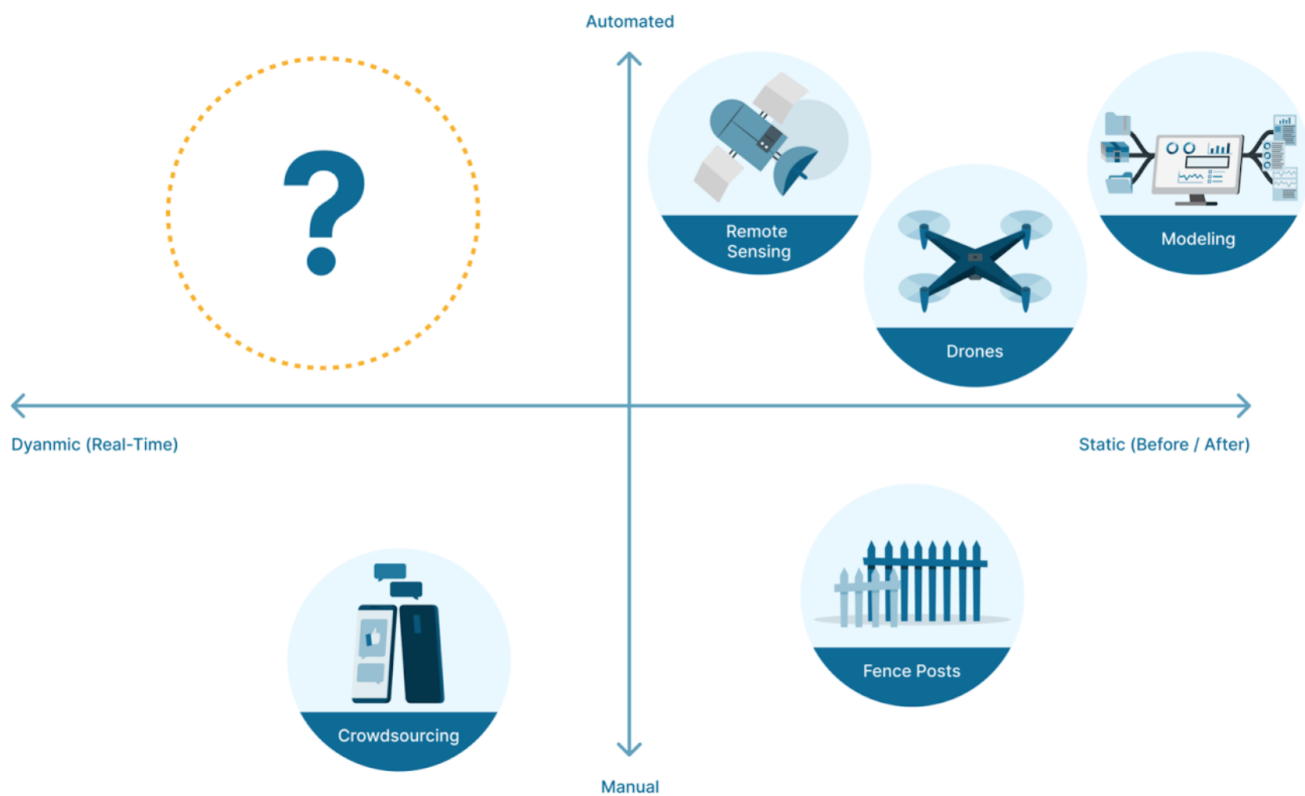 Automated
?
Remote
Sensing
Modeling
Drones
Dyanmic (Real-Time)
Static (Before / After)
Fence Posts
Crowdsourcing
Manual